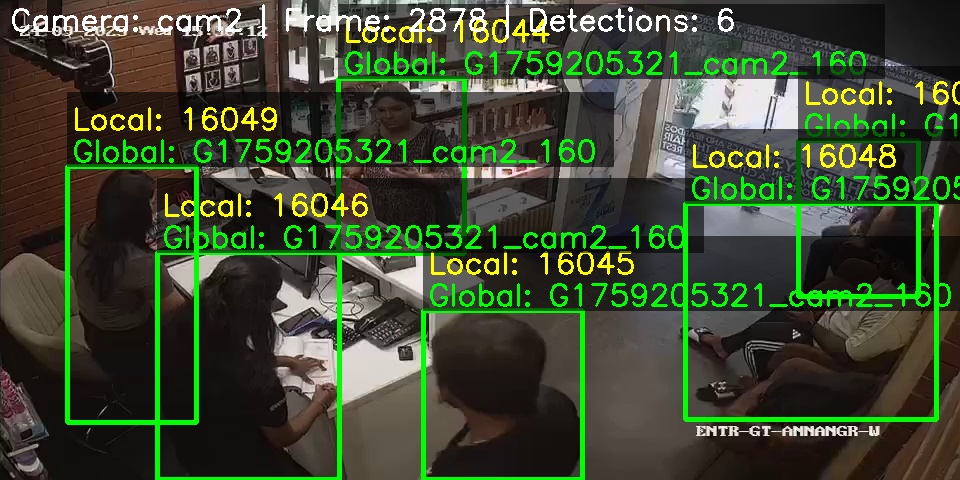 Camera: cam2 | Frame: 2878 | Detections: 6
Local: 16044
Global: G1759205321_cam2_160
Local: 160
Global: G1
Local: 16049
Global: G1759205321_cam2_160
Local: 16048
Global: G1759205
Local: 16046
Global: G1759205321_cam2_160
Local: 16045
Global: G1759205321_cam2_160
ENTR-GT-ANNANGR-W